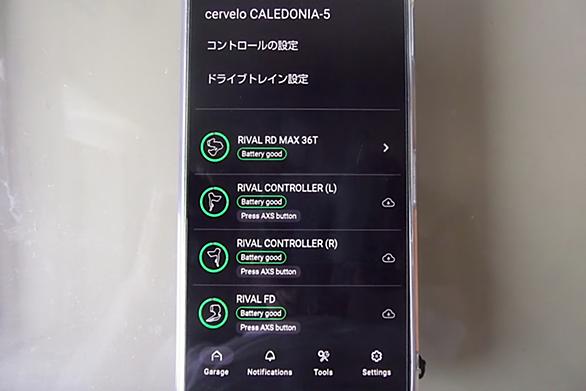 cervelo CALEDONIA-5
コントロールの設定
ドライブトレイン設定
RIVAL RD MAX 36T
Battery good
RIVAL CONTROLLER (L)
Battery good
Press AXS button
RIVAL CONTROLLER (R)
Battery good
Press AXS button
RIVAL FD
Battery good
Press AXS button
Garage Notifications Tools Settings